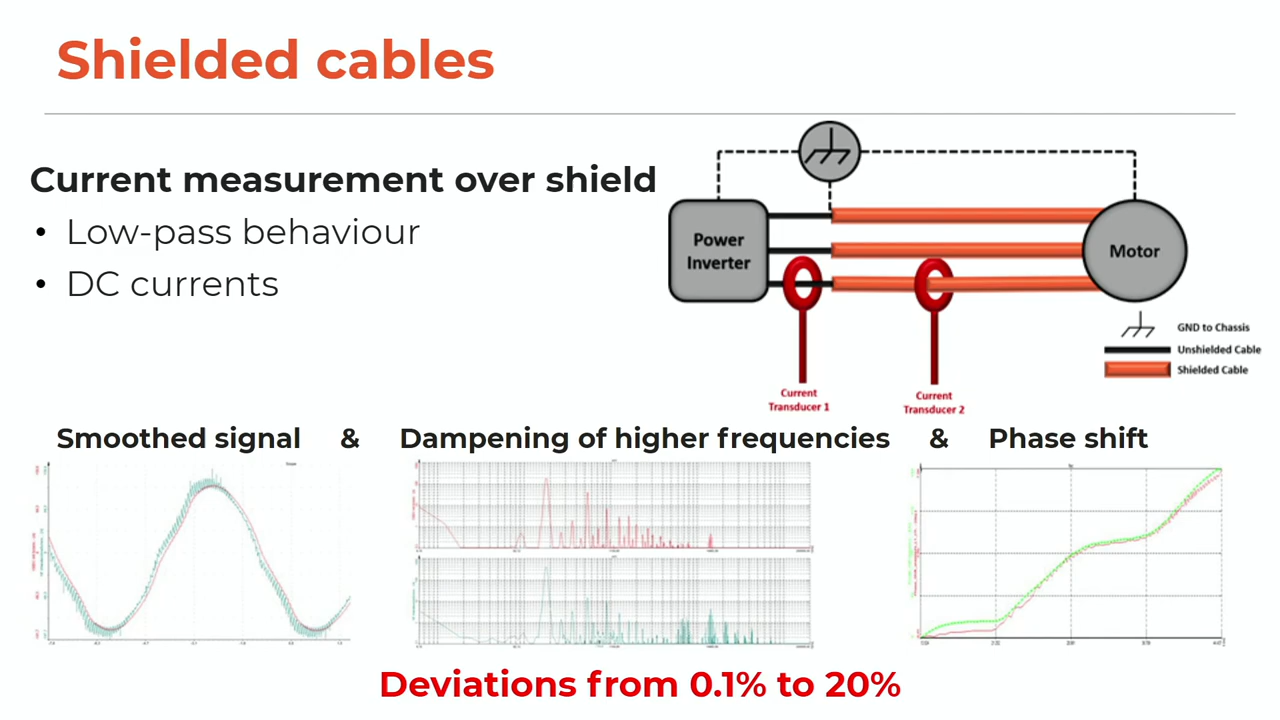 Shielded cables
Current measurement over shield
• Low-pass behaviour
• DC currents
Power
Inverter
Motor
GND to Chassis
Unshielded Cable
Shielded Cable
Current
Transducer 1
Current
Transducer 2
Smoothed signal & Dampening of higher frequencies & Phase shift
Deviations from 0.1% to 20%